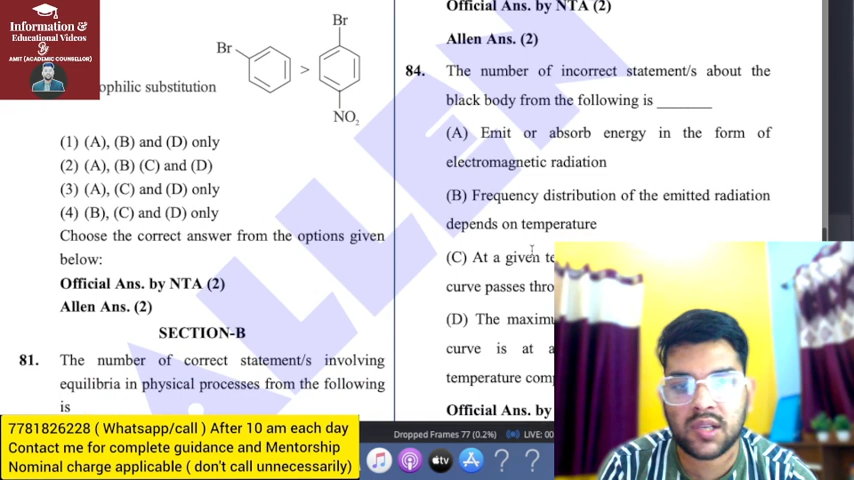 Information &
Educational Videos
By
AMIT (ACADEMIC COUNSELLOR)
ophilic substitution
Br
>
Br
NO2
(1) (A), (B) and (D) only
(2) (A), (B) (C) and (D)
(3) (A), (C) and (D) only
(4) (B), (C) and (D) only
Choose the correct answer from the options given
below:
Official Ans. by NTA (2)
Allen Ans. (2)
SECTION-B
81. The number of correct statement/s involving
equilibria in physical processes from the following
is
Official Ans. by NTA (2)
Allen Ans. (2)
84. The number of incorrect statement/s about the
black body from the following is _______
(A) Emit or absorb energy in the form of
electromagnetic radiation
(B) Frequency distribution of the emitted radiation
depends on temperature
(C) At a given te
curve passes thro
(D) The maximu
curve is at a
temperature com
Official Ans. by
ALLEN
7781826228 ( Whatsapp/call ) After 10 am each day
Contact me for complete guidance and Mentorship
Nominal charge applicable ( don't call unnecessarily)
Dropped Frames 77 (0.2%) LIVE: 00
tv